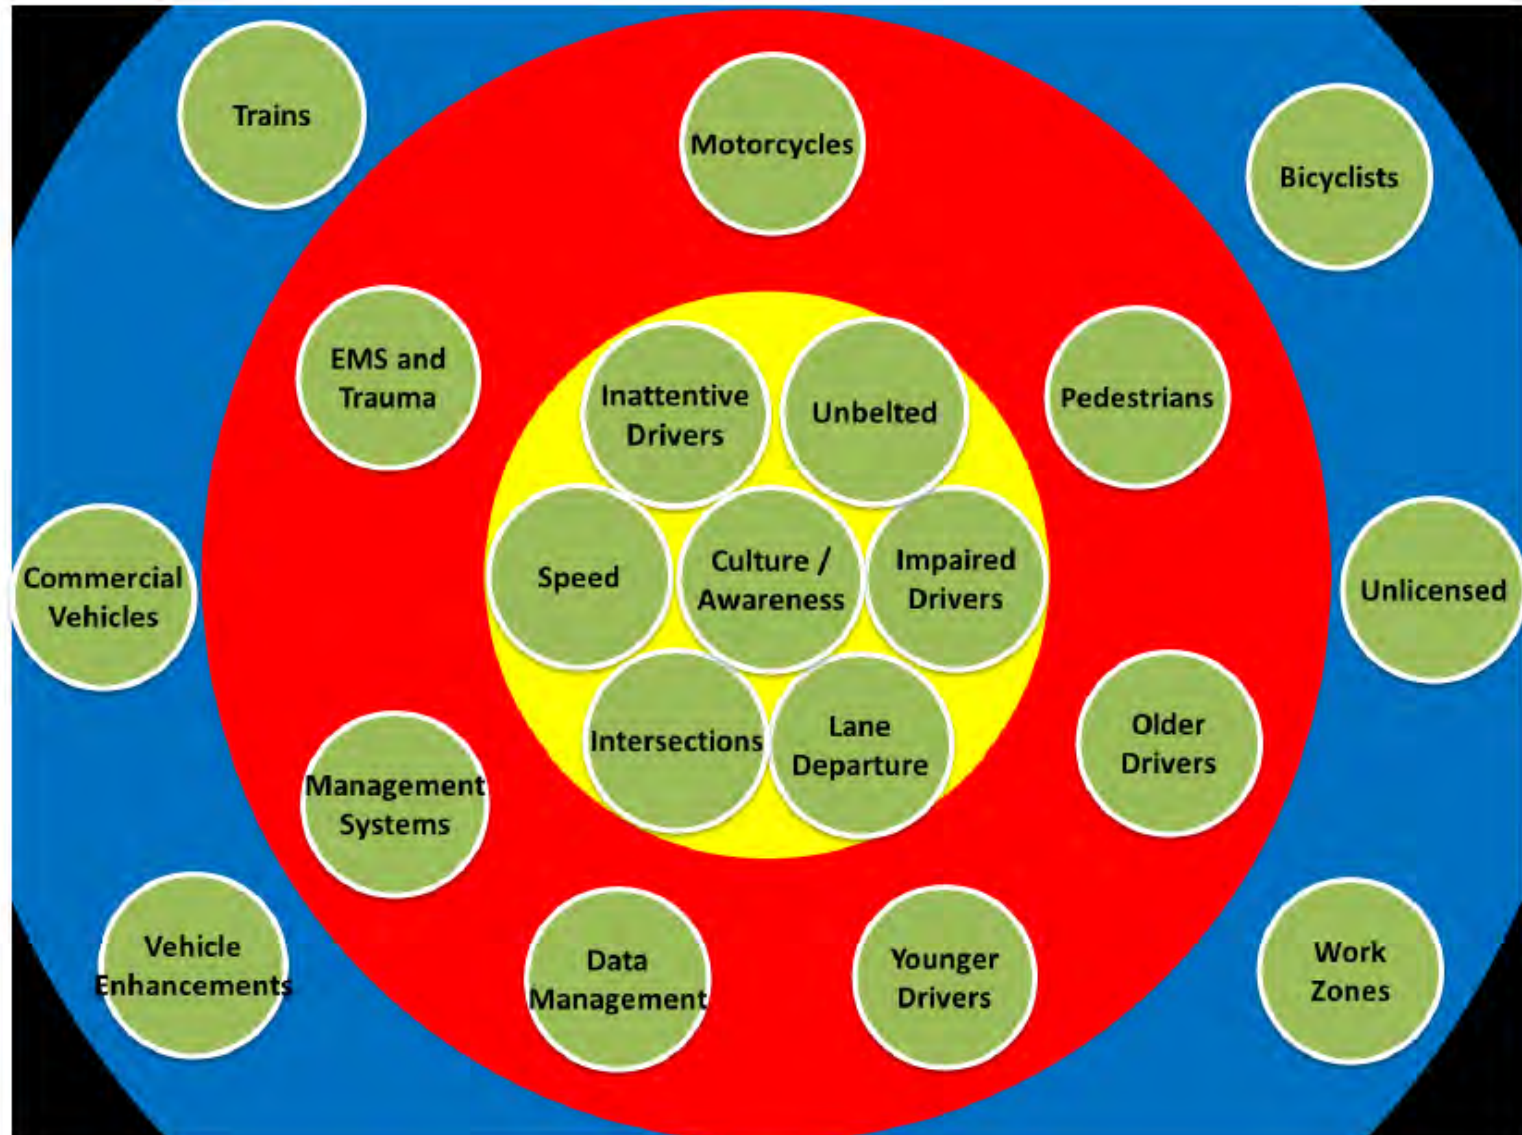 Trains
Motorcycles
Bicyclists
EMS and
Trauma
Inattentive
Drivers
Unbelted
Pedestrians
Commercial
Vehicles
Speed
Culture /
Awareness
Impaired
Drivers
Unlicensed
Management
Systems
Intersections
Lane
Departure
Older
Drivers
Vehicle
Enhancements
Data
Management
Younger
Drivers
Work
Zones